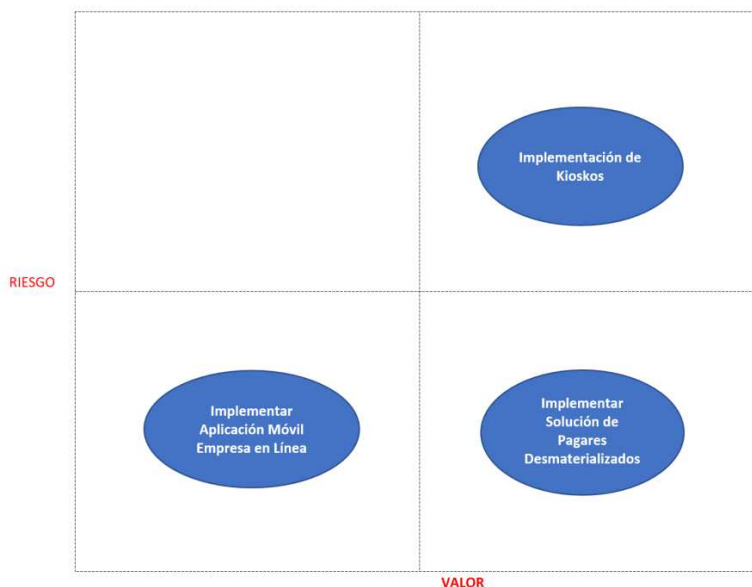 Implementación de
Kioskos
RIESGO
Implementar
Aplicación Móvil
Empresa en Línea
Implementar
Solución de
Pagares
Desmaterializados
VALOR